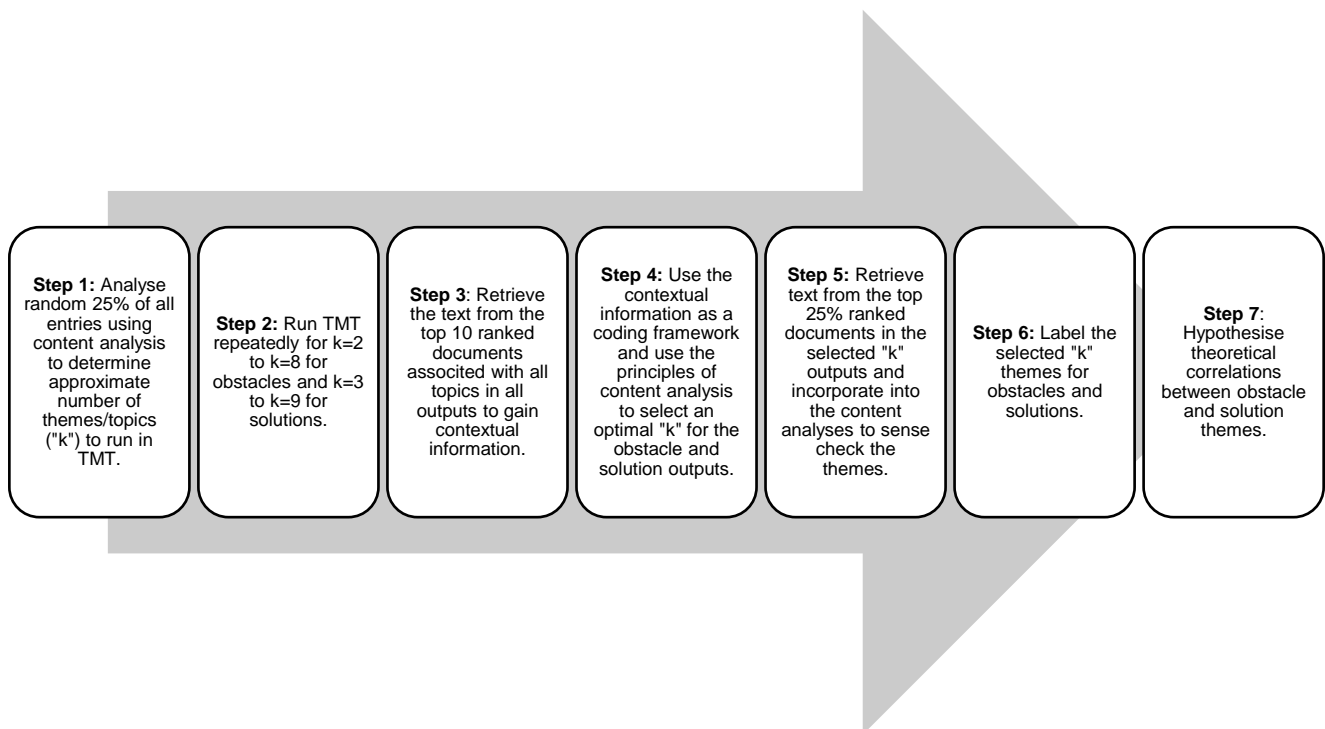 Step 1: Analyse
random 25% of all
entries using
content analysis
to determine
approximate
number of
themes/topics
("k") to run in
TMT.
Step 2: Run TMT
repeatedly for k=2
to k=8 for
obstacles and k=3
to k=9 for
solutions.
Step 3: Retrieve
the text from the
top 10 ranked
documents
associted with all
topics in all
outputs to gain
contextual
information.
Step 4: Use the
contextual
information as a
coding framework
and use the
principles of
content analysis
to select an
optimal "k" for the
obstacle and
solution outputs.
Step 5: Retrieve
text from the top
25% ranked
documents in the
selected "k"
outputs and
incorporate into
the content
analyses to sense
check the
themes.
Step 6: Label the
selected "k"
themes for
obstacles and
solutions.
Step 7:
Hypothesise
theoretical
correlations
between obstacle
and solution
themes.